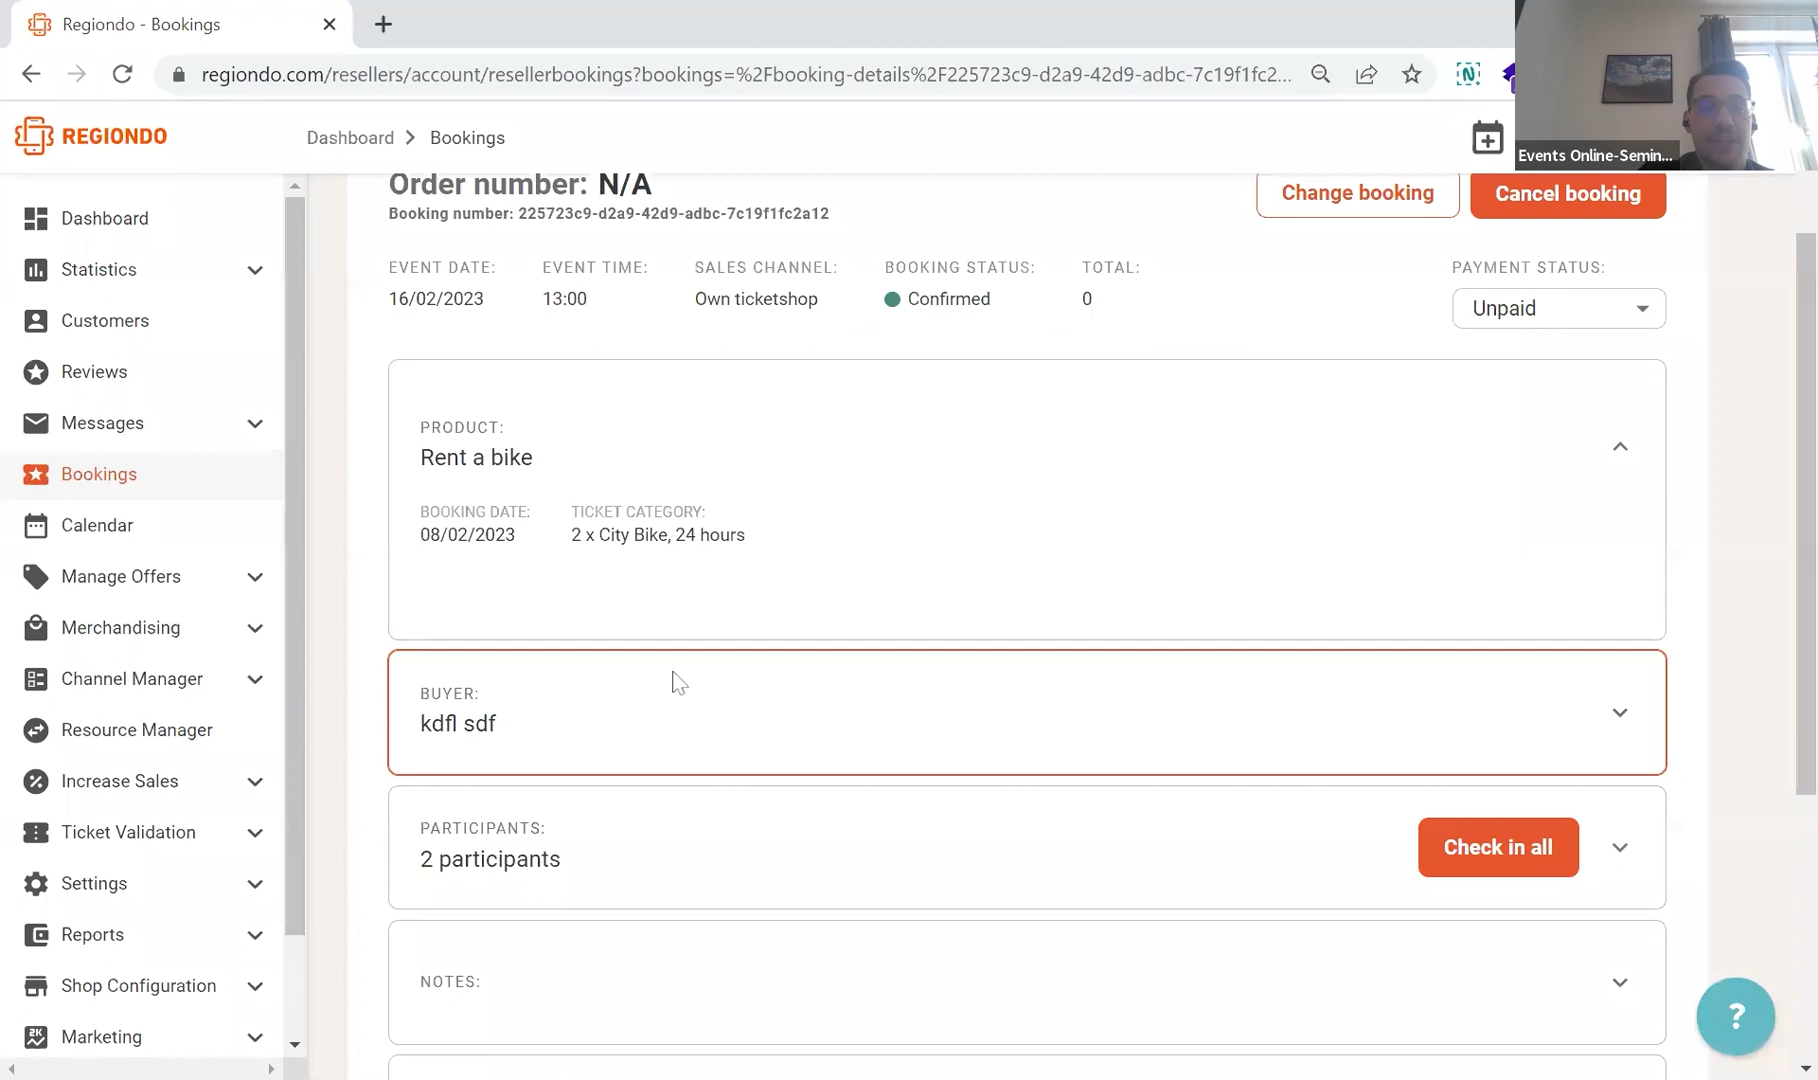 Regiondo - Bookings
regiondo.com/resellers/account/resellerbookings?bookings=%2Fbooking-details%2F225723c9-d2a9-42d9-adbc-7c19f1fc2...
Events Online-Semin...
REGIONDO
Dashboard > Bookings
Dashboard
Statistics
Customers
Reviews
Messages
Bookings
Calendar
Manage Offers
Merchandising
Channel Manager
Resource Manager
Increase Sales
Ticket Validation
Settings
Reports
Shop Configuration
Marketing
Order number: N/A
Booking number: 225723c9-d2a9-42d9-adbc-7c19f1fc2a12
Change booking
Cancel booking
EVENT DATE: EVENT TIME: SALES CHANNEL: BOOKING STATUS: TOTAL: PAYMENT STATUS:
16/02/2023 13:00 Own ticketshop Confirmed 0 Unpaid
PRODUCT:
Rent a bike
BOOKING DATE: TICKET CATEGORY:
08/02/2023 2 x City Bike, 24 hours
BUYER:
kdfl sdf
PARTICIPANTS:
2 participants
Check in all
NOTES:
?